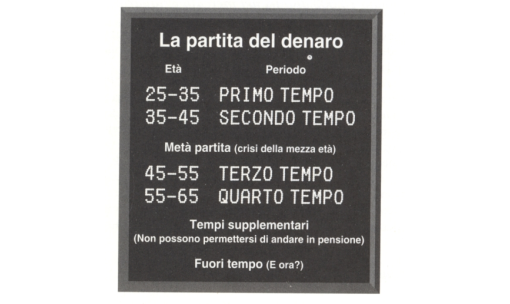 La partita del denaro
Età Periodo
25–35 PRIMO TEMPO
35–45 SECONDO TEMPO
Metà partita (crisi della mezza età)
45–55 TERZO TEMPO
55–65 QUARTO TEMPO
Tempi supplementari
(Non possono permettersi di andare in pensione)
Fuori tempo (E ora?)